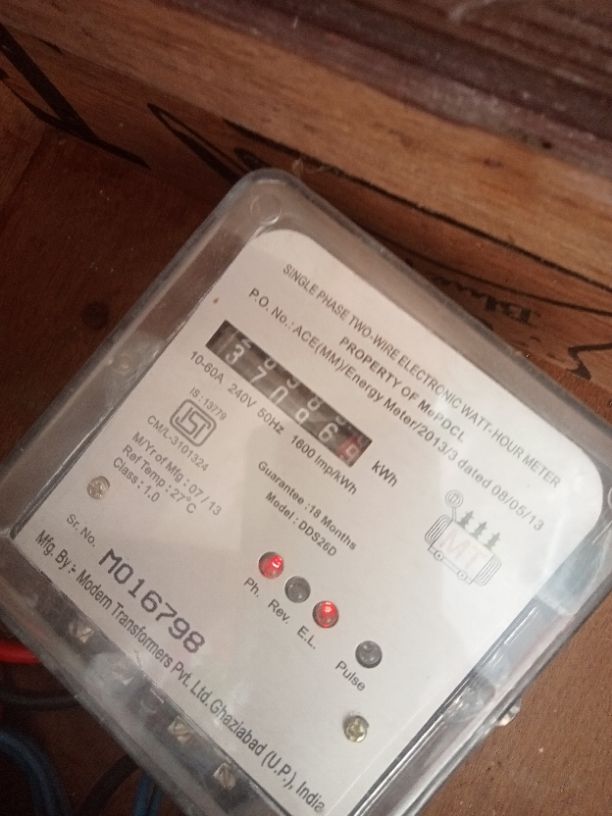 SINGLE PHASE TWO-WIRE ELECTRONIC WATT-HOUR METER
PROPERTY OF MePDCL
P.O. No.: ACE(MM)/Energy Meter/2013/3 dated 08/05/13
kWh
10-60A 240V 50Hz 1600 imp/kWh
IS : 13779
ISI
CM/L-3101324
M/Yr of Mfg : 07 / 13
Ref Temp : 27°C
Class : 1.0
Guarantee : 18 Months
Model : DDS26D
MT
Ph. Rev. E.L. Pulse
Sr. No. M016798
Mfg. By :- Modern Transformers Pvt. Ltd. Ghaziabad (U.P.), India